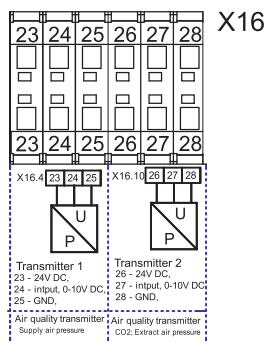 X16
23 24 25 26 27 28
23 24 25 26 27 28
X16.4 23 24 25
X16.10 26 27 28
U
P
U
P
Transmitter 1
23 - 24V DC,
24 - intput, 0-10V DC
25 - GND,
Transmitter 2
26 - 24V DC,
27 - intput, 0-10V DC
28 - GND,
Air quality transmitter
Supply air pressure
Air quality transmitter
CO2; Extract air pressure